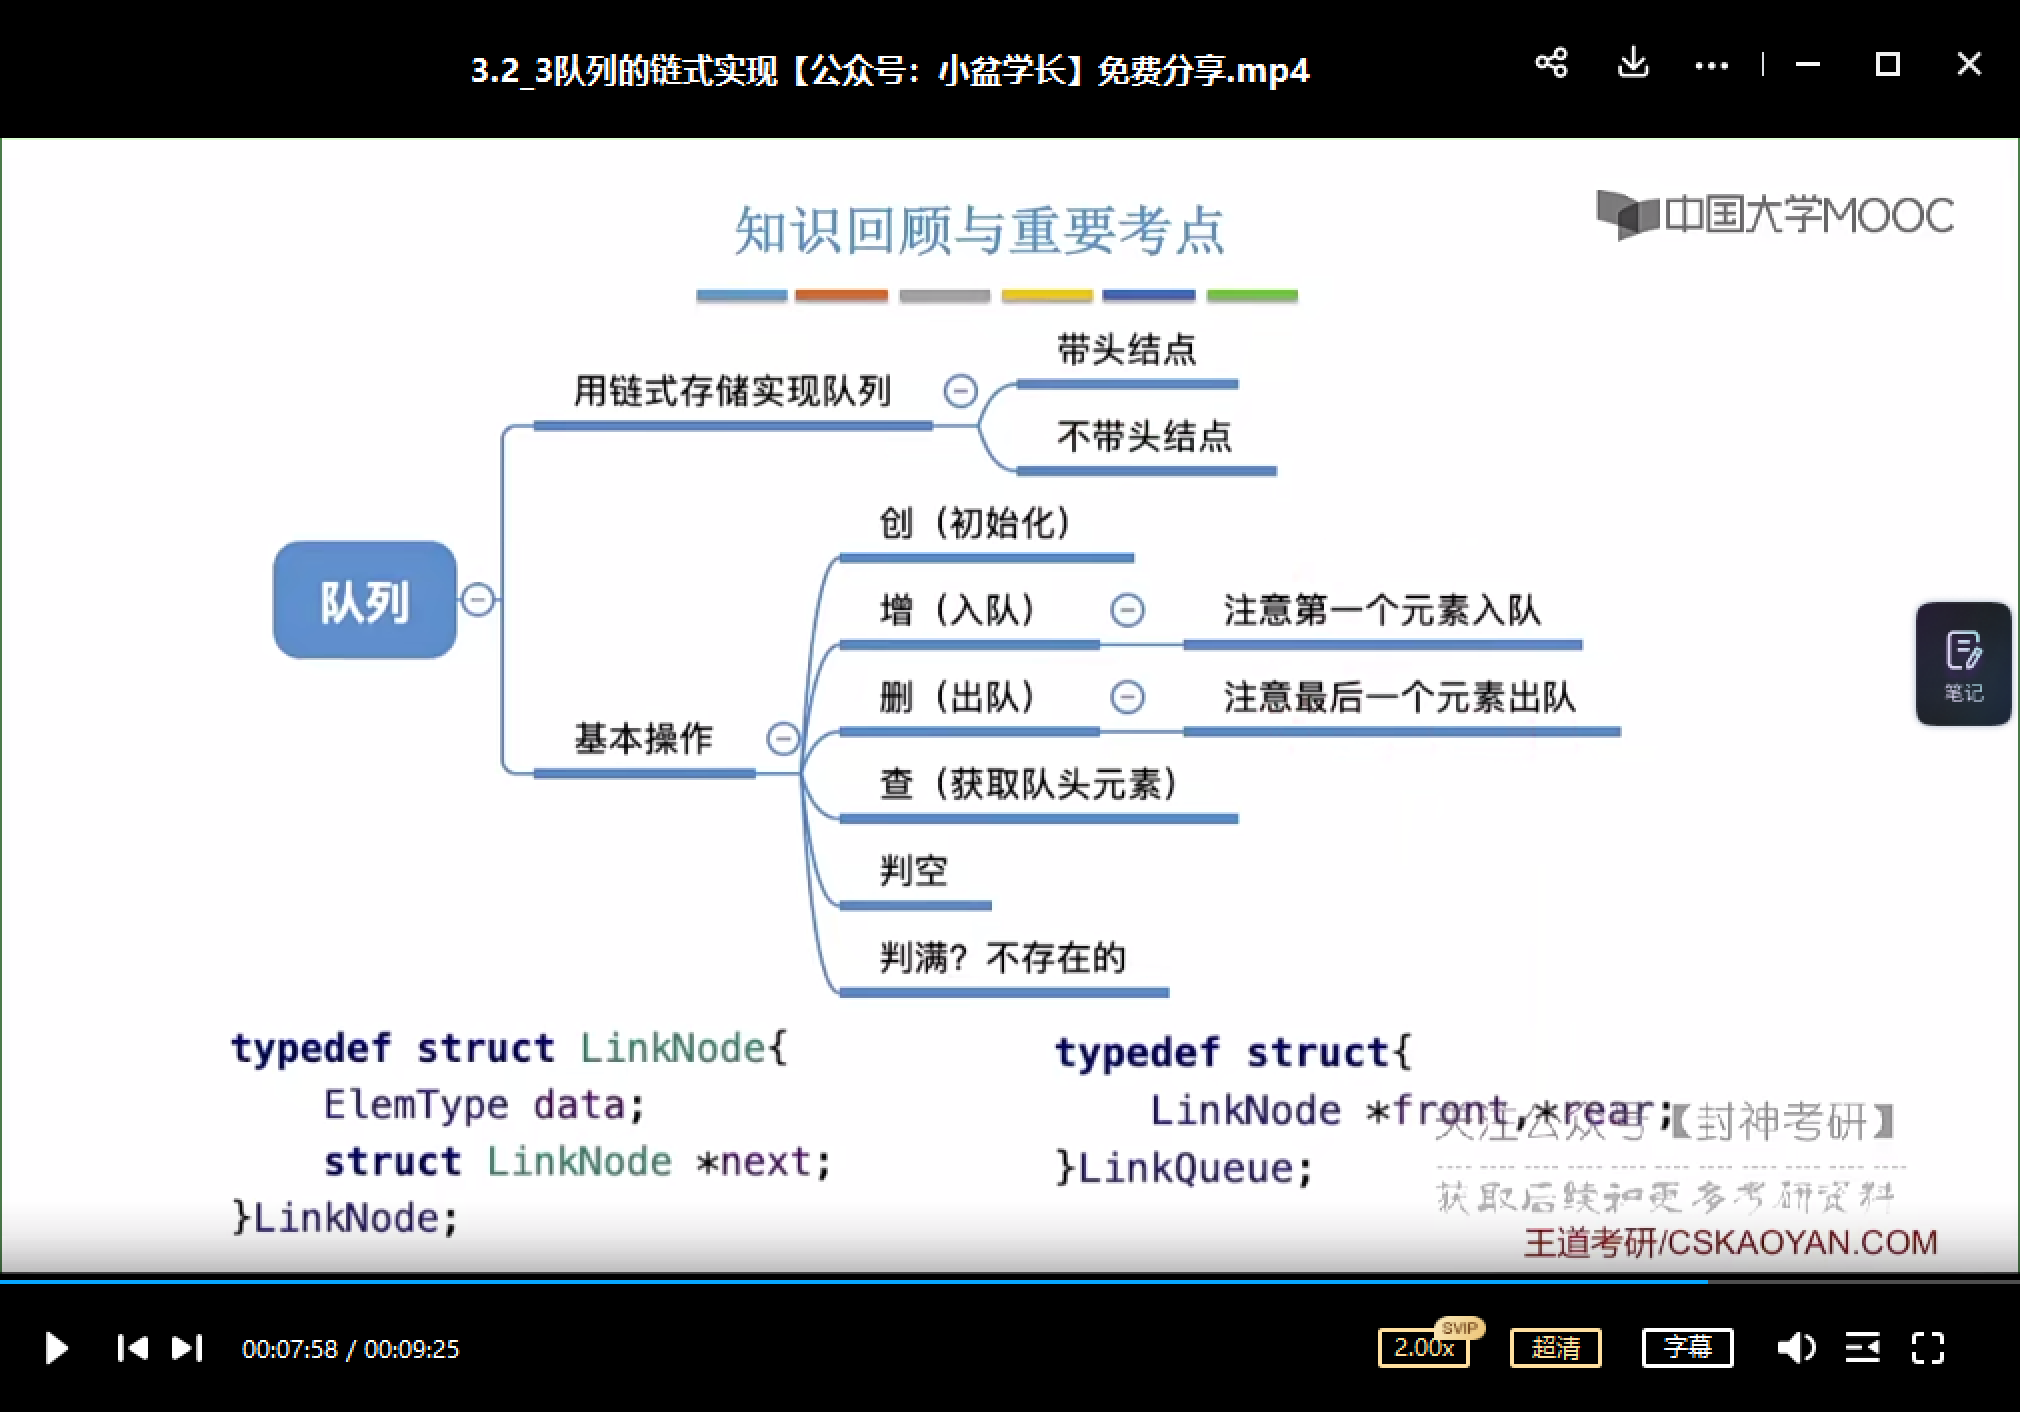 3.2_3队列的链式实现【公众号：小盆学长】免费分享.mp4
中国大学MOOC
知识回顾与重要考点
带头结点
用链式存储实现队列
不带头结点
创（初始化）
增（入队）
注意第一个元素入队
队列
删（出队）
注意最后一个元素出队
基本操作
查（获取队头元素）
判空
判满？不存在的
typedef struct LinkNode{
ElemType data;
struct LinkNode *next;
}LinkNode;
typedef struct{
LinkNode *front,*rear;
}LinkQueue;
关注公众号【封神考研】
获取后续和更多考研资料
王道考研/CSKAOYAN.COM
笔记
00:07:58 / 00:09:25
2.00x
SVIP
超清
字幕